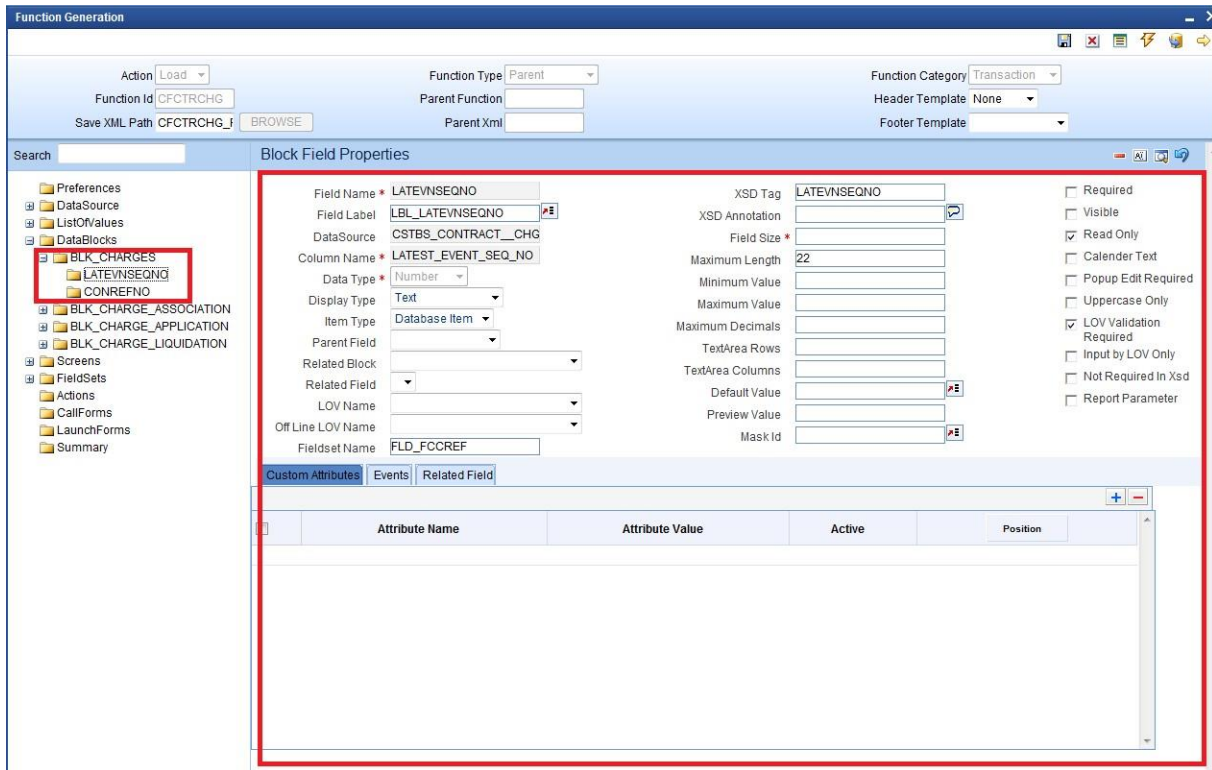 Function Generation
Action Load
Function Type Parent
Function Category Transaction
Function Id CFCTRCHG
Parent Function
Header Template None
Save XML Path CFCTRCHG_F BROWSE
Parent Xml
Footer Template
Search
Block Field Properties
Preferences
DataSource
ListOfValues
DataBlocks
BLK_CHARGES
LATEVNSEQNO
CONREFNO
BLK_CHARGE_ASSOCIATION
BLK_CHARGE_APPLICATION
BLK_CHARGE_LIQUIDATION
Screens
FieldSets
Actions
CallForms
LaunchForms
Summary
Field Name * LATEVNSEQNO
Field Label LBL_LATEVNSEQNO
DataSource CSTBS_CONTRACT__CHG
Column Name * LATEST_EVENT_SEQ_NO
Data Type * Number
Display Type Text
Item Type Database Item
Parent Field
Related Block
Related Field
LOV Name
Off Line LOV Name
Fieldset Name FLD_FCCREF
XSD Tag LATEVNSEQNO
XSD Annotation
Field Size *
Maximum Length 22
Minimum Value
Maximum Value
Maximum Decimals
TextArea Rows
TextArea Columns
Default Value
Preview Value
Mask Id
Required
Visible
Read Only
Calender Text
Popup Edit Required
Uppercase Only
LOV Validation
Required
Input by LOV Only
Not Required In Xsd
Report Parameter
Custom Attributes Events Related Field
Attribute Name Attribute Value Active Position